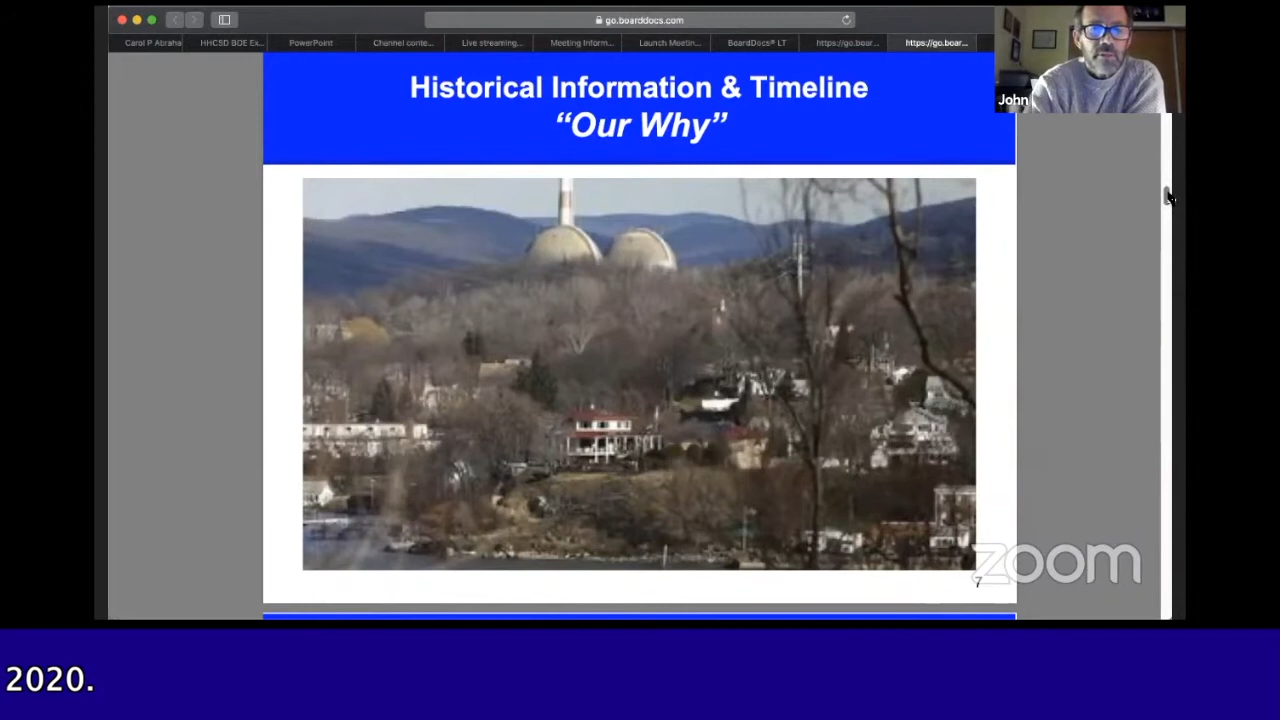 go.boarddocs.com
Carol P Abraha
HHCSD BOE Ex...
PowerPoint
Channel conte...
Live streaming...
Meeting Inform...
Launch Meetin...
BoardDocs® LT
https://go.boar...
https://go.boar...
Historical Information & Timeline
“Our Why”
John
7
zoom
2020.